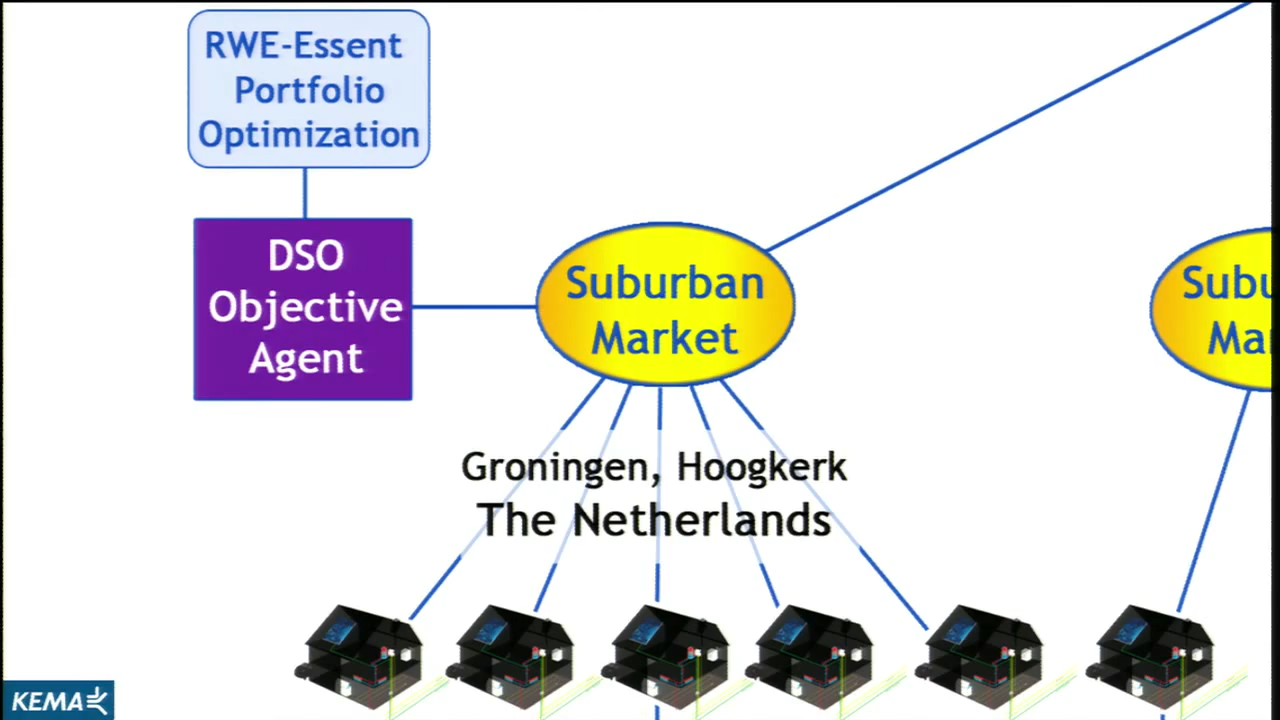 RWE-Essent
Portfolio
Optimization
DSO
Objective
Agent
Suburban
Market
Groningen, Hoogkerk
The Netherlands
KEMA